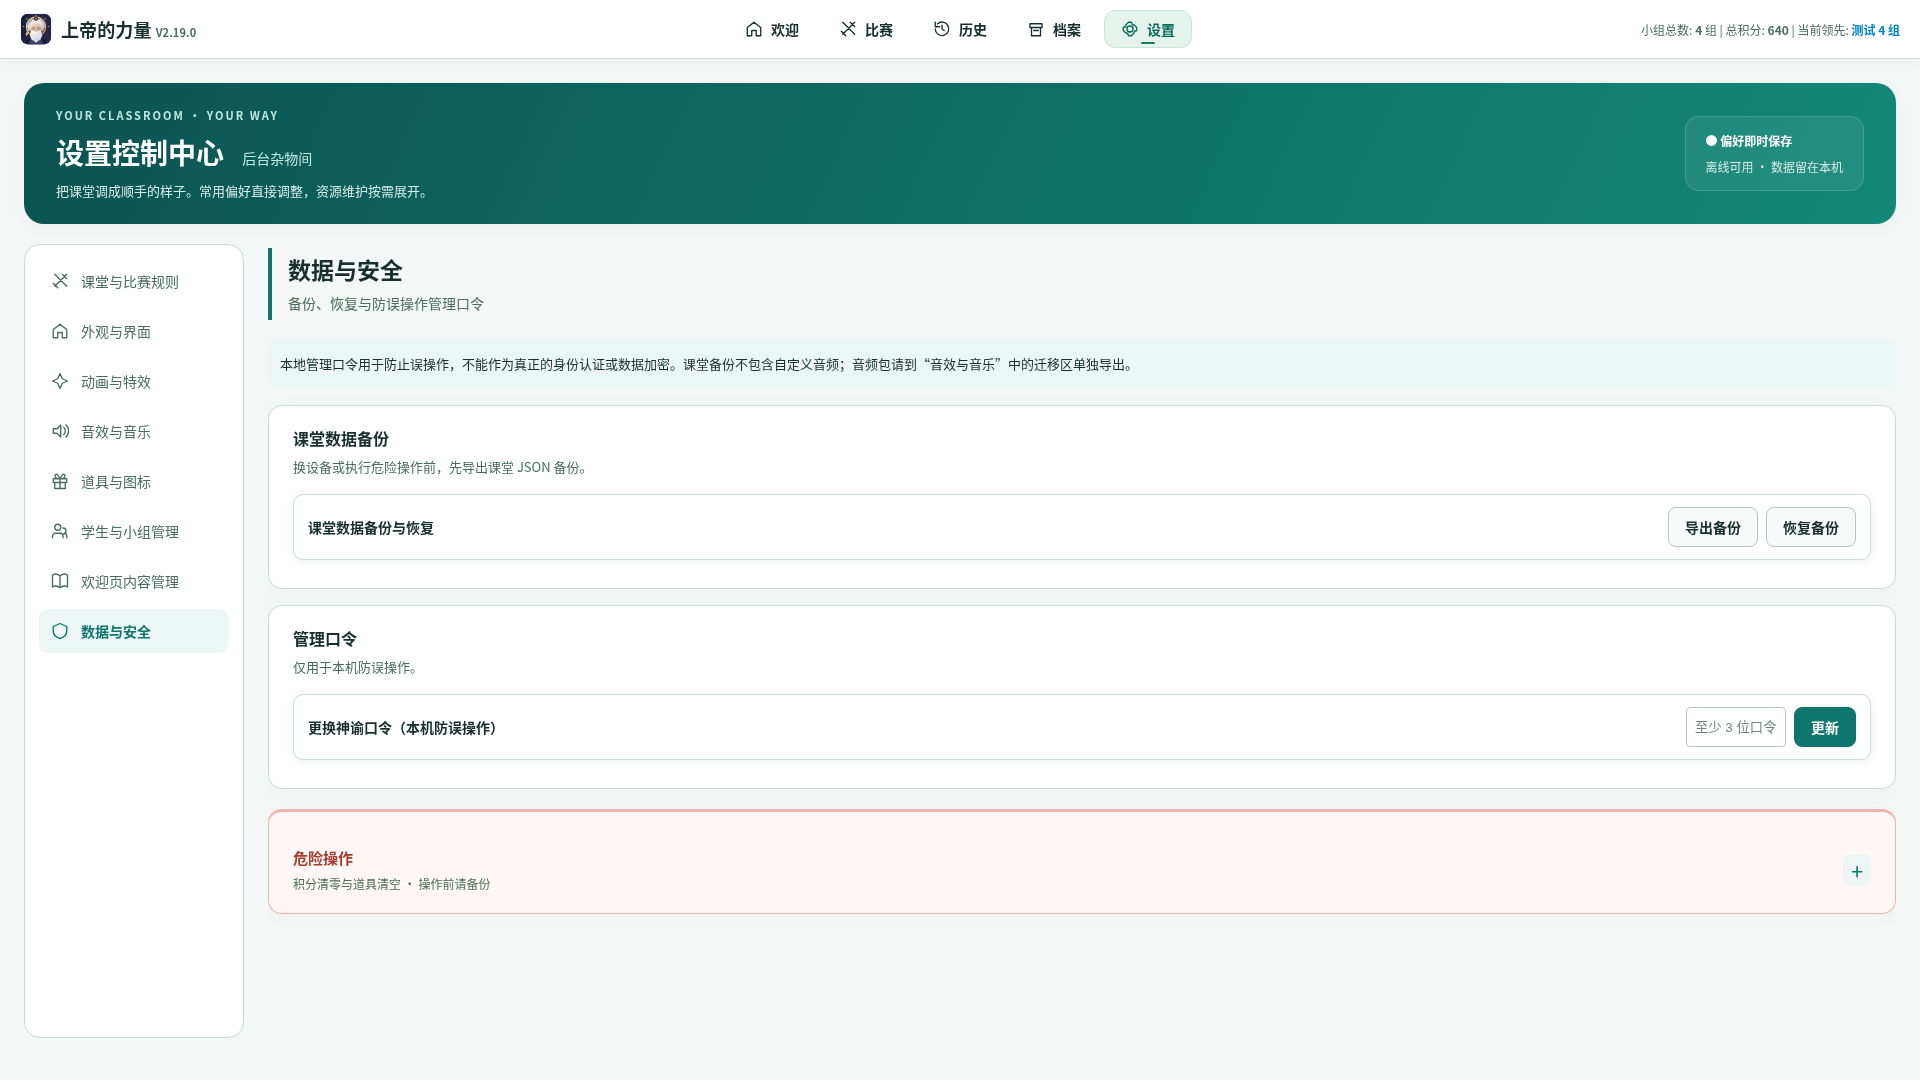 上帝的力量 V2.19.0
欢迎
比赛
历史
档案
设置
小组总数: 4 组 | 总积分: 640 | 当前领先: 测试 4 组
YOUR CLASSROOM · YOUR WAY
设置控制中心 后台杂物间
把课堂调成顺手的样子。常用偏好直接调整，资源维护按需展开。
偏好即时保存
离线可用 · 数据留在本机
课堂与比赛规则
外观与界面
动画与特效
音效与音乐
道具与图标
学生与小组管理
欢迎页内容管理
数据与安全
数据与安全
备份、恢复与防误操作管理口令
本地管理口令用于防止误操作，不能作为真正的身份认证或数据加密。课堂备份不包含自定义音频；音频包请到“音效与音乐”中的迁移区单独导出。
课堂数据备份
换设备或执行危险操作前，先导出课堂 JSON 备份。
课堂数据备份与恢复
导出备份
恢复备份
管理口令
仅用于本机防误操作。
更换神谕口令（本机防误操作）
至少 3 位口令
更新
危险操作
积分清零与道具清空 · 操作前请备份
+